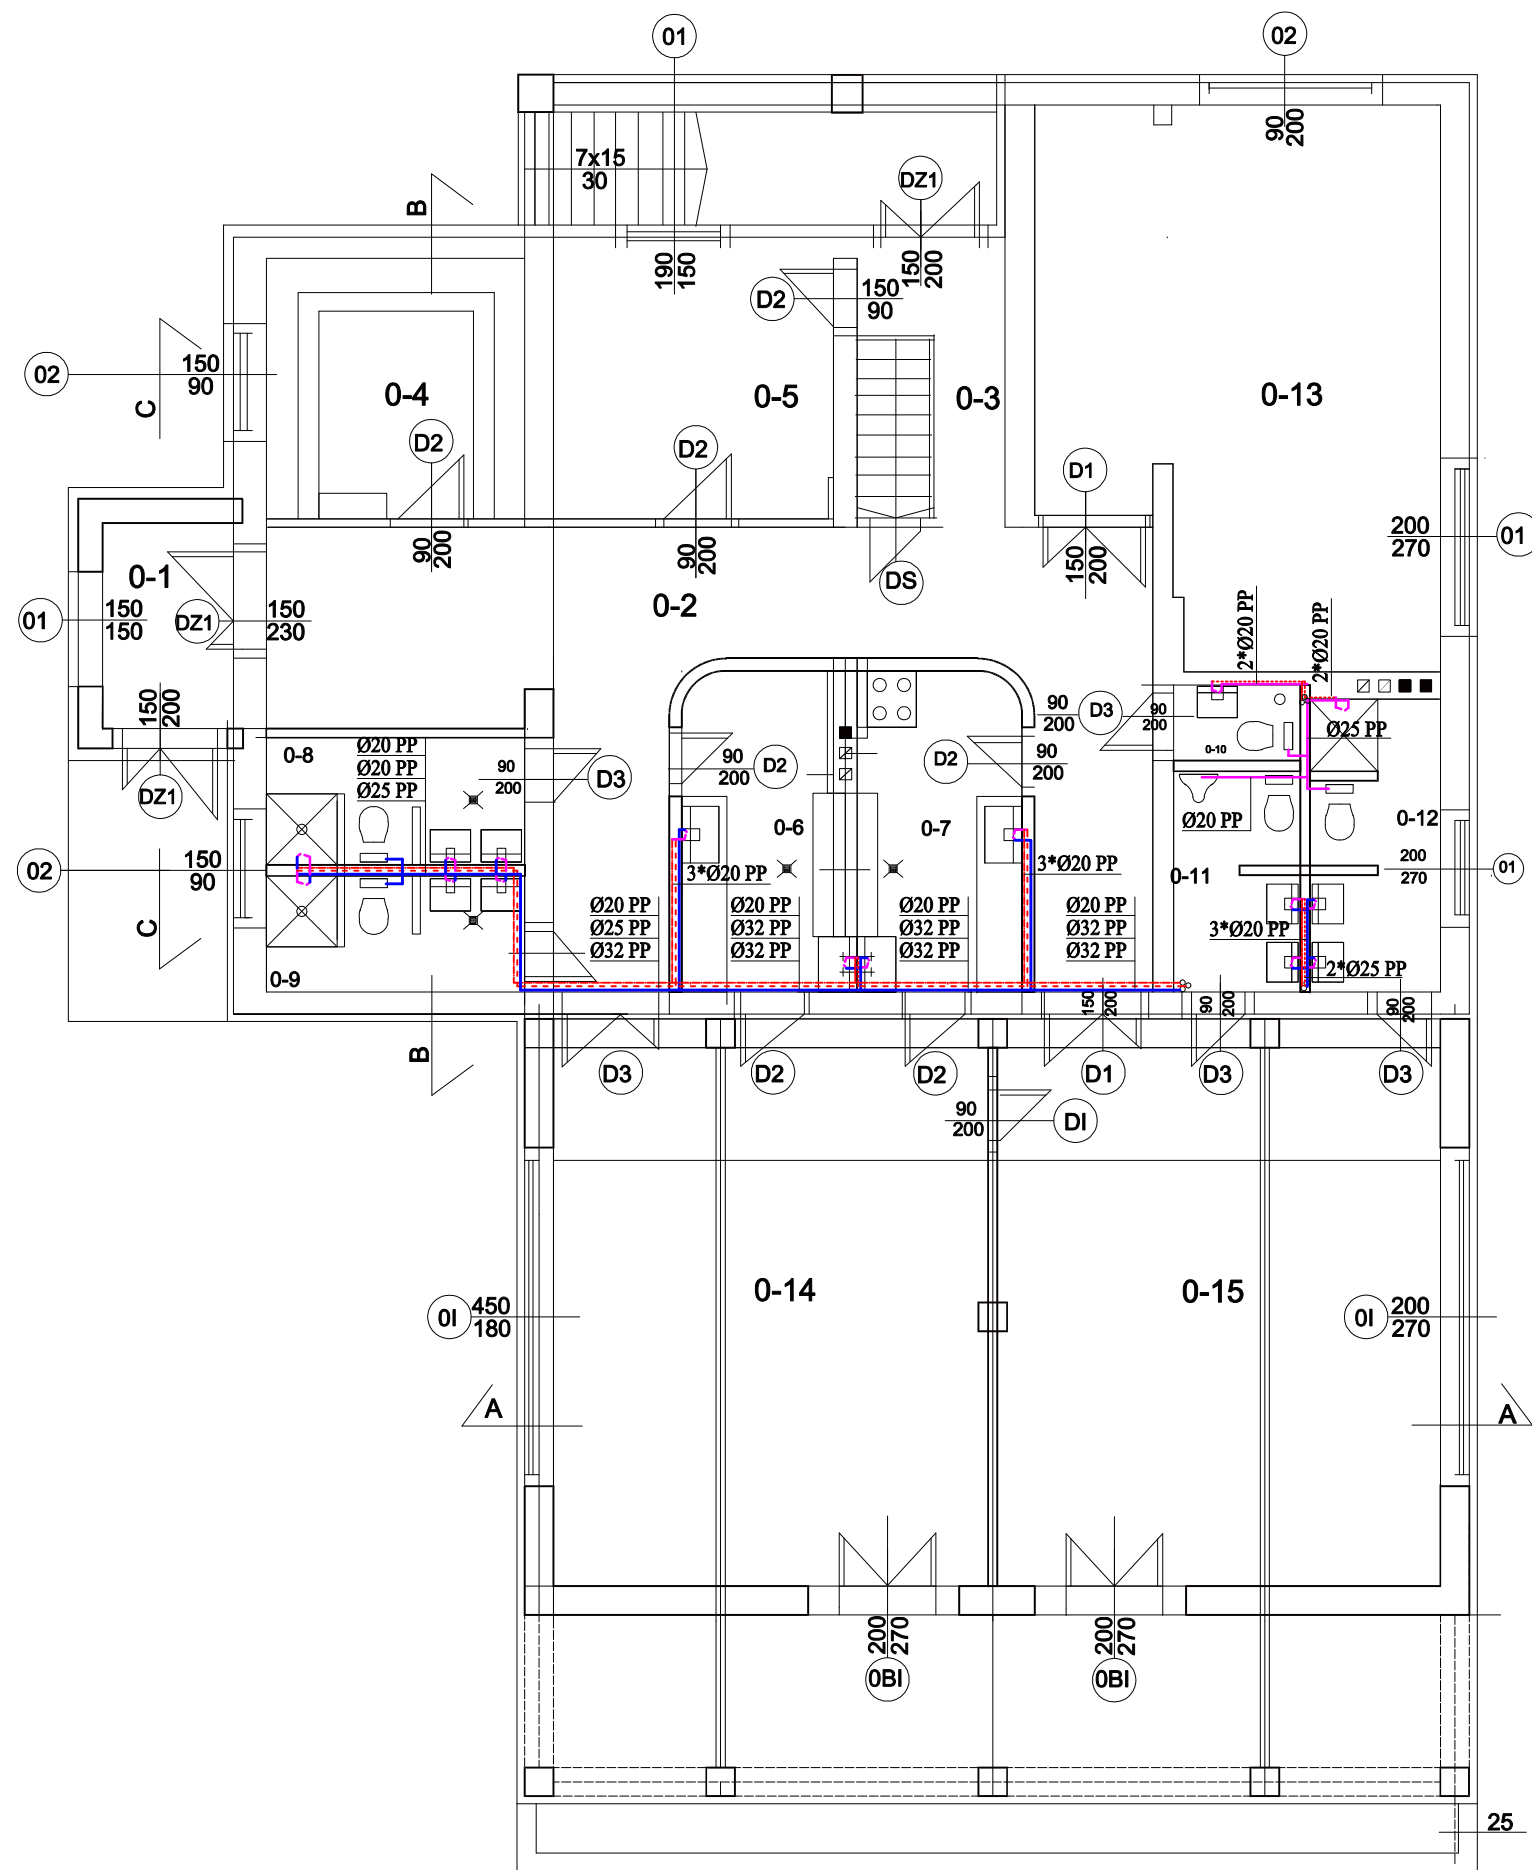 01
02
7x15
30
90
200
B
DZ1
190
150
150
200
D2
150
90
02
150
90
C
0-4
0-5
0-3
0-13
D2
D2
D1
90
200
90
200
150
200
DS
200
270
01
0-1
0-2
01
150
150
DZ1
150
230
2*Ø20 PP
2*Ø20 PP
150
200
90
200
D3
90
200
Ø25 PP
0-8
Ø20 PP
Ø20 PP
Ø25 PP
90
200
D3
90
200
D2
D2
90
200
0-10
DZ1
Ø20 PP
0-12
0-6
0-7
02
150
90
3*Ø20 PP
3*Ø20 PP
0-11
200
270
01
C
Ø20 PP
Ø25 PP
Ø32 PP
Ø20 PP
Ø32 PP
Ø32 PP
Ø20 PP
Ø32 PP
Ø32 PP
Ø20 PP
Ø32 PP
Ø32 PP
3*Ø20 PP
2*Ø25 PP
0-9
150
200
90
200
90
200
B
D3
D2
D2
D1
D3
D3
90
200
DI
0-14
0-15
0I
450
180
0I
200
270
A
A
200
270
200
270
0BI
0BI
25